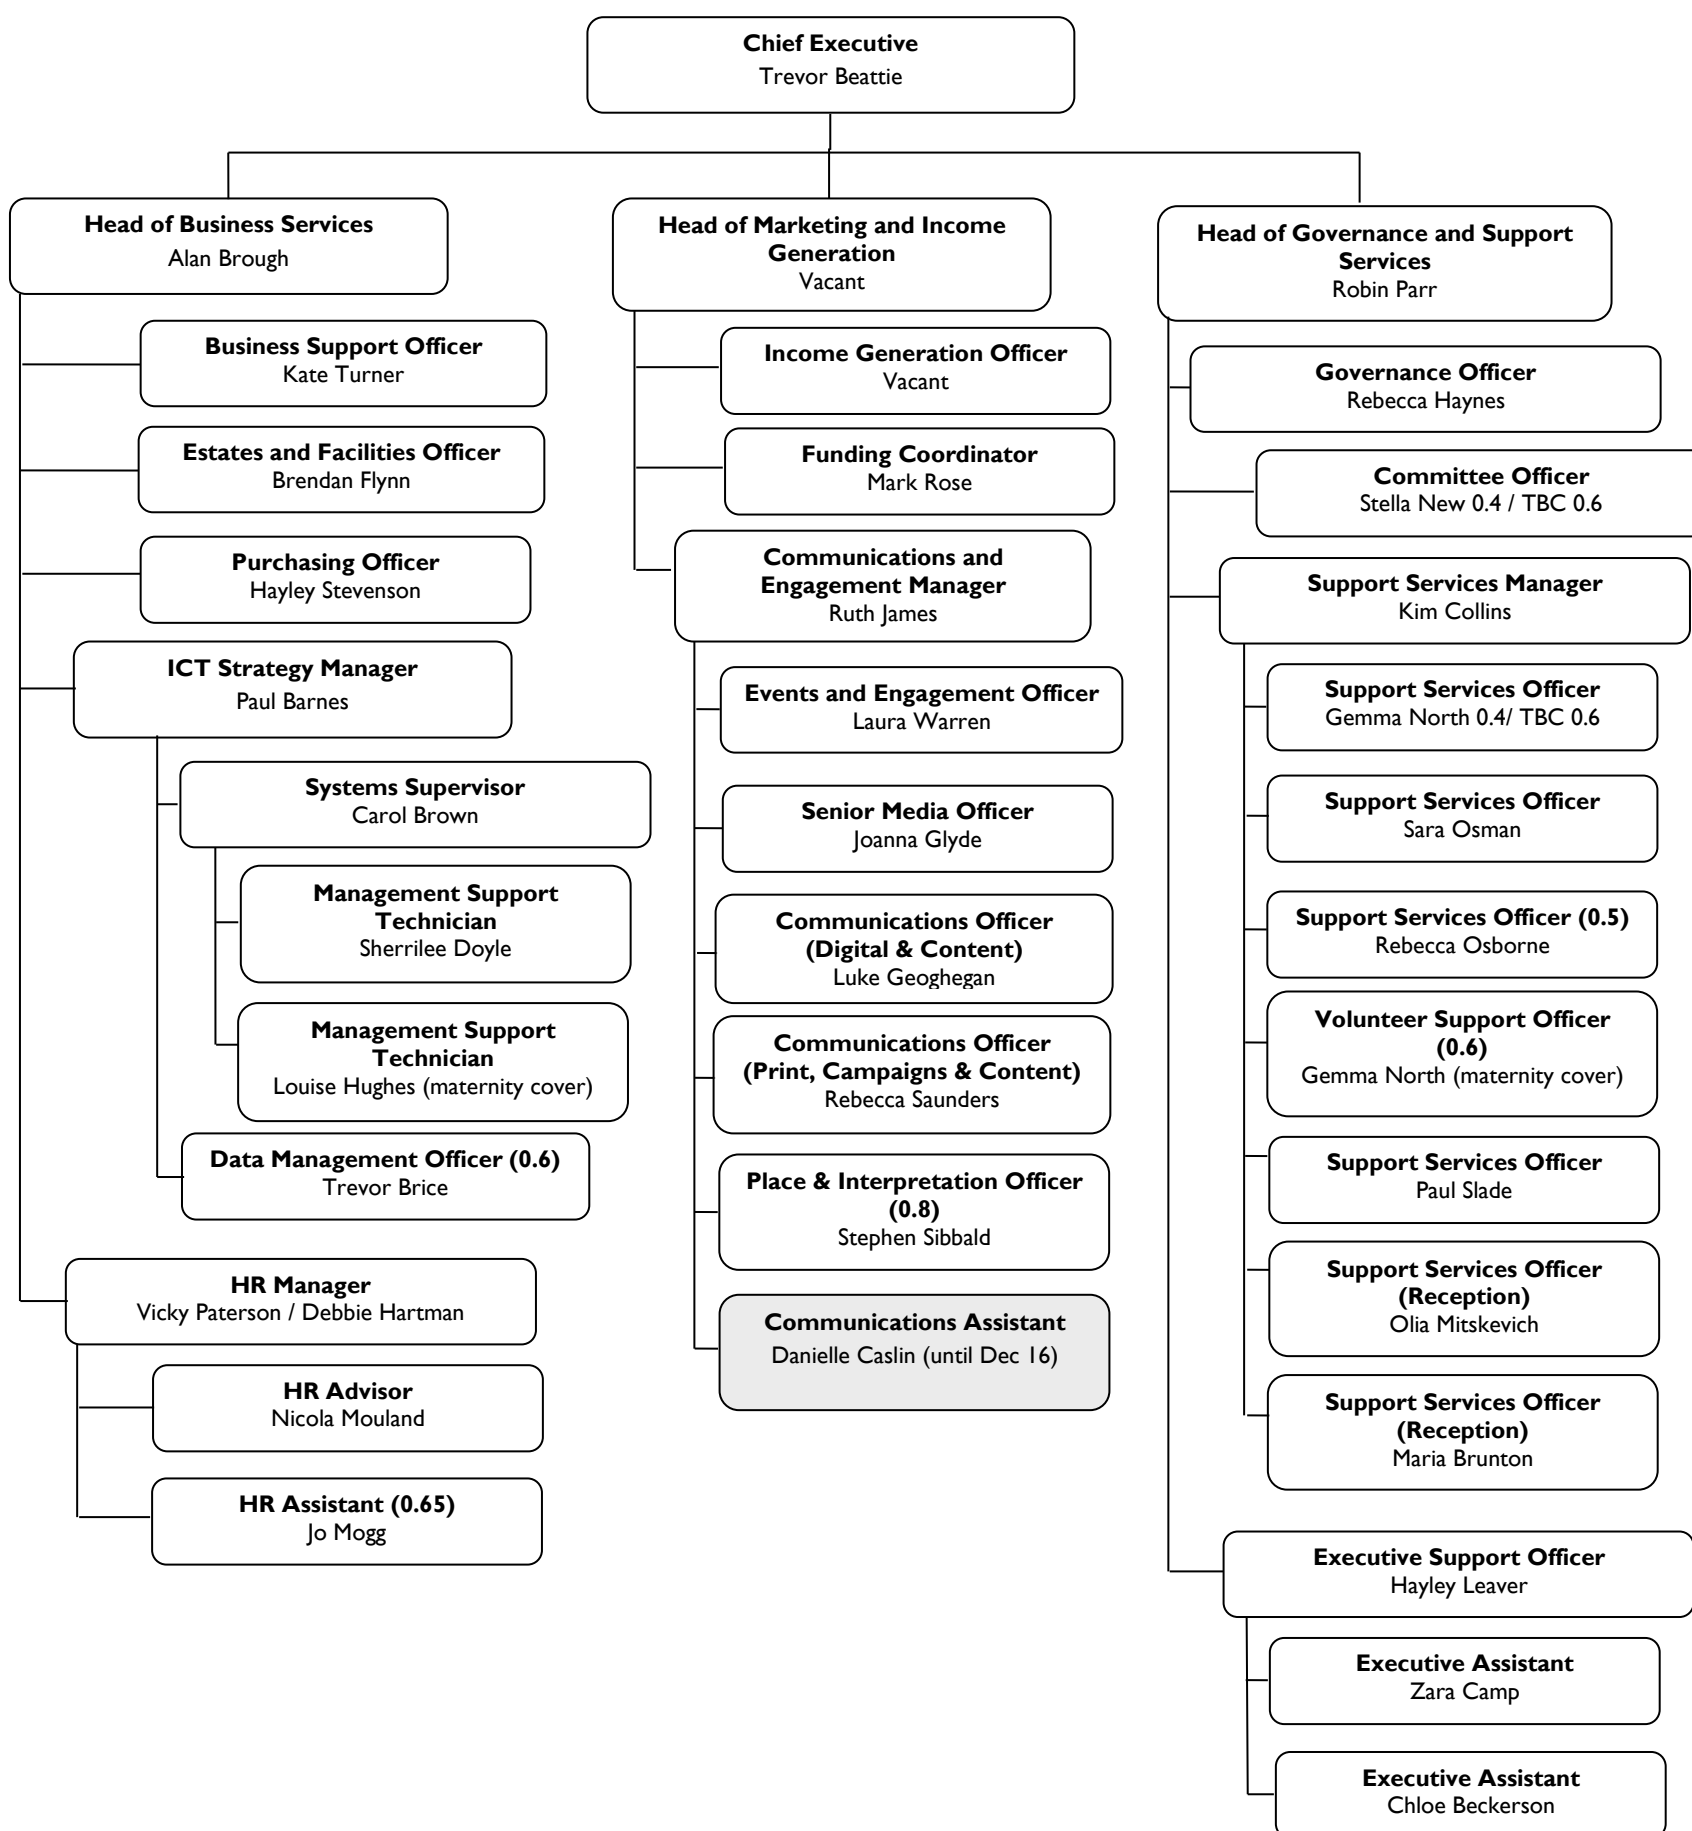 Chief Executive
Trevor Beattie
Head of Business Services
Alan Brough
Business Support Officer
Kate Turner
Estates and Facilities Officer
Brendan Flynn
Purchasing Officer
Hayley Stevenson
ICT Strategy Manager
Paul Barnes
Systems Supervisor
Carol Brown
Management Support
Technician
Sherrilee Doyle
Management Support
Technician
Louise Hughes (maternity cover)
Data Management Officer (0.6)
Trevor Brice
HR Manager
Vicky Paterson / Debbie Hartman
HR Advisor
Nicola Mouland
HR Assistant (0.65)
Jo Mogg
Head of Marketing and Income
Generation
Vacant
Income Generation Officer
Vacant
Funding Coordinator
Mark Rose
Communications and
Engagement Manager
Ruth James
Events and Engagement Officer
Laura Warren
Senior Media Officer
Joanna Glyde
Communications Officer
(Digital & Content)
Luke Geoghegan
Communications Officer
(Print, Campaigns & Content)
Rebecca Saunders
Place & Interpretation Officer
(0.8)
Stephen Sibbald
Communications Assistant
Danielle Caslin (until Dec 16)
Head of Governance and Support
Services
Robin Parr
Governance Officer
Rebecca Haynes
Committee Officer
Stella New 0.4 / TBC 0.6
Support Services Manager
Kim Collins
Support Services Officer
Gemma North 0.4/ TBC 0.6
Support Services Officer
Sara Osman
Support Services Officer (0.5)
Rebecca Osborne
Volunteer Support Officer
(0.6)
Gemma North (maternity cover)
Support Services Officer
Paul Slade
Support Services Officer
(Reception)
Olia Mitskevich
Support Services Officer
(Reception)
Maria Brunton
Executive Support Officer
Hayley Leaver
Executive Assistant
Zara Camp
Executive Assistant
Chloe Beckerson